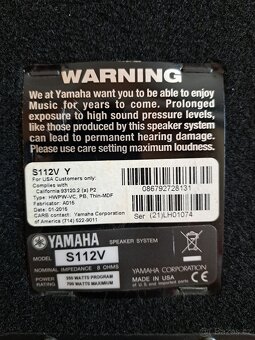 WARNING
We at Yamaha want you to be able to enjoy
Music for years to come. Prolonged
exposure to high sound pressure levels,
like those produced by this speaker system
can lead to permanent hearing damage.
Please use care setting maximum loudness.
S112V Y
For USA Customers only:
Complies with
California 93120.2 (a) P2
Type: HWPW-VC, PB, Thin-MDF
Fabricator: A015
Date: 01-2016
CARB contact: Yamaha Corporation
of America (714) 522-9011
086792728131
Ser (21)LH01074
YAMAHA SPEAKER SYSTEM
MODEL S112V
NOMINAL IMPEDANCE 8 OHMS
POWER RATING 350 WATTS PROGRAM
700 WATTS MAXIMUM
YAMAHA CORPORATION
MADE IN U.S.A.